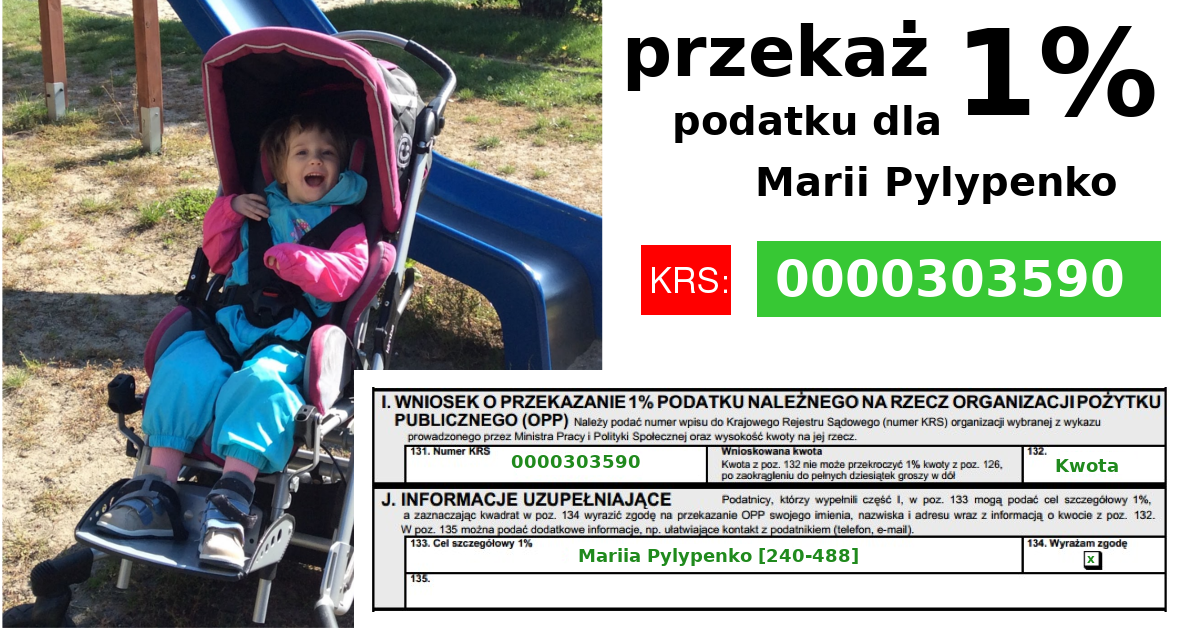 przekaż 1%
podatku dla
Marii Pylypenko
KRS: 0000303590
I. WNIOSEK O PRZEKAZANIE 1% PODATKU NALEŻNEGO NA RZECZ ORGANIZACJI POŻYTKU
PUBLICZNEGO (OPP) Należy podać numer wpisu do Krajowego Rejestru Sądowego (numer KRS) organizacji wybranej z wykazu
prowadzonego przez Ministra Pracy i Polityki Społecznej oraz wysokość kwoty na jej rzecz.
131. Numer KRS
0000303590
Wnioskowana kwota
Kwota z poz. 132 nie może przekroczyć 1% kwoty z poz. 126,
po zaokrągleniu do pełnych dziesiątek groszy w dół
132.
Kwota
J. INFORMACJE UZUPEŁNIAJĄCE Podatnicy, którzy wypełnili część I, w poz. 133 mogą podać cel szczegółowy 1%,
a zaznaczając kwadrat w poz. 134 wyrazić zgodę na przekazanie OPP swojego imienia, nazwiska i adresu wraz z informacją o kwocie z poz. 132.
W poz. 135 można podać dodatkowe informacje, np. ułatwiające kontakt z podatnikiem (telefon, e-mail).
133. Cel szczegółowy 1%
Mariia Pylypenko [240-488]
134. Wyrażam zgodę
x
135.